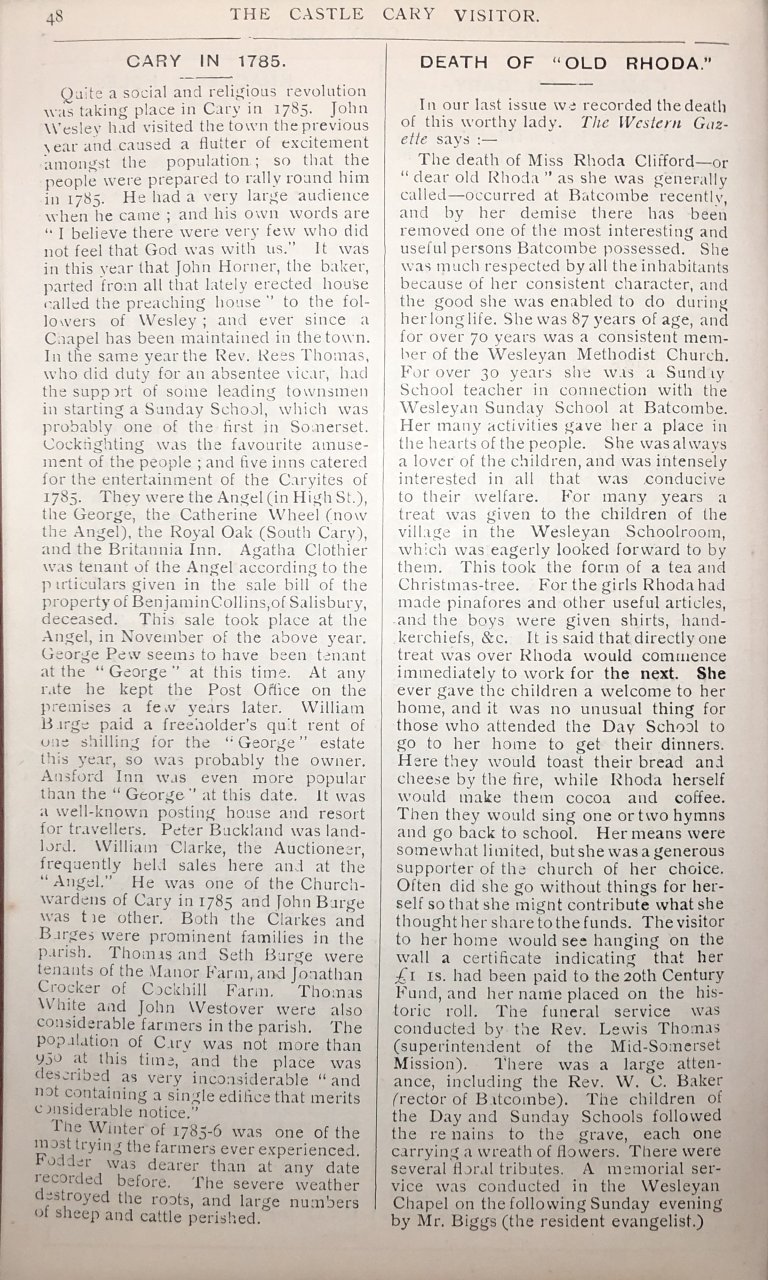 48
THE CASTLE CARY VISITOR.
CARY IN 1785.
Quite a social and religious revolution
was taking place in Cary in 1785. John
Wesley had visited the town the previous
year and caused a flutter of excitement
amongst the population; so that the
people were prepared to rally round him
in 1785. He had a very large audience
when he came; and his own words are
“ I believe there were very few who did
not feel that God was with us.” It was
in this year that John Horner, the baker,
parted from all that lately erected house
called the preaching house ” to the fol-
lowers of Wesley; and ever since a
Chapel has been maintained in the town.
In the same year the Rev. Rees Thomas,
who did duty for an absentee vicar, had
the support of some leading townsmen
in starting a Sunday School, which was
probably one of the first in Somerset.
Cockfighting was the favourite amuse-
ment of the people; and five inns catered
for the entertainment of the Caryites of
1785. They were the Angel (in High St.),
the George, the Catherine Wheel (now
the Angel), the Royal Oak (South Cary),
and the Britannia Inn. Agatha Clothier
was tenant of the Angel according to the
particulars given in the sale bill of the
property of Benjamin Collins, of Salisbury,
deceased. This sale took place at the
Angel, in November of the above year.
George Pew seems to have been tenant
at the “ George ” at this time. At any
rate he kept the Post Office on the
premises a few years later. William
Burge paid a freeholder's quit rent of
one shilling for the “George” estate
this year, so was probably the owner.
Ansford Inn was even more popular
than the “ George ” at this date. It was
a well-known posting house and resort
for travellers. Peter Buckland was land-
lord. William Clarke, the Auctioneer,
frequently held sales here and at the
“Angel.” He was one of the Church-
wardens of Cary in 1785 and John Burge
was the other. Both the Clarkes and
Burges were prominent families in the
parish. Thomas and Seth Burge were
tenants of the Manor Farm, and Jonathan
Crocker of Cockhill Farm. Thomas
White and John Westover were also
considerable farmers in the parish. The
population of Cary was not more than
950 at this time, and the place was
described as very inconsiderable “and
not containing a single edifice that merits
considerable notice.”
The Winter of 1785-6 was one of the
most trying the farmers ever experienced.
Fodder was dearer than at any date
recorded before. The severe weather
destroyed the roots, and large numbers
of sheep and cattle perished.
DEATH OF “OLD RHODA.”
In our last issue we recorded the death
of this worthy lady. The Western Gaz-
ette says :—
The death of Miss Rhoda Clifford—or
“ dear old Rhoda ” as she was generally
called—occurred at Batcombe recently,
and by her demise there has been
removed one of the most interesting and
useful persons Batcombe possessed. She
was much respected by all the inhabitants
because of her consistent character, and
the good she was enabled to do during
her long life. She was 87 years of age, and
for over 70 years was a consistent mem-
ber of the Wesleyan Methodist Church.
For over 30 years she was a Sunday
School teacher in connection with the
Wesleyan Sunday School at Batcombe.
Her many activities gave her a place in
the hearts of the people. She was always
a lover of the children, and was intensely
interested in all that was conducive
to their welfare. For many years a
treat was given to the children of the
village in the Wesleyan Schoolroom,
which was eagerly looked forward to by
them. This took the form of a tea and
Christmas-tree. For the girls Rhoda had
made pinafores and other useful articles,
and the boys were given shirts, hand-
kerchiefs, &c. It is said that directly one
treat was over Rhoda would commence
immediately to work for the next. She
ever gave the children a welcome to her
home, and it was no unusual thing for
those who attended the Day School to
go to her home to get their dinners.
Here they would toast their bread and
cheese by the fire, while Rhoda herself
would make them cocoa and coffee.
Then they would sing one or two hymns
and go back to school. Her means were
somewhat limited, but she was a generous
supporter of the church of her choice.
Often did she go without things for her-
self so that she might contribute what she
thought her share to the funds. The visitor
to her home would see hanging on the
wall a certificate indicating that her
£1 1s. had been paid to the 20th Century
Fund, and her name placed on the his-
toric roll. The funeral service was
conducted by the Rev. Lewis Thomas
(superintendent of the Mid-Somerset
Mission). There was a large atten-
ance, including the Rev. W. C. Baker
(rector of Batcombe). The children of
the Day and Sunday Schools followed
the remains to the grave, each one
carrying a wreath of flowers. There were
several floral tributes. A memorial ser-
vice was conducted in the Wesleyan
Chapel on the following Sunday evening
by Mr. Biggs (the resident evangelist.)